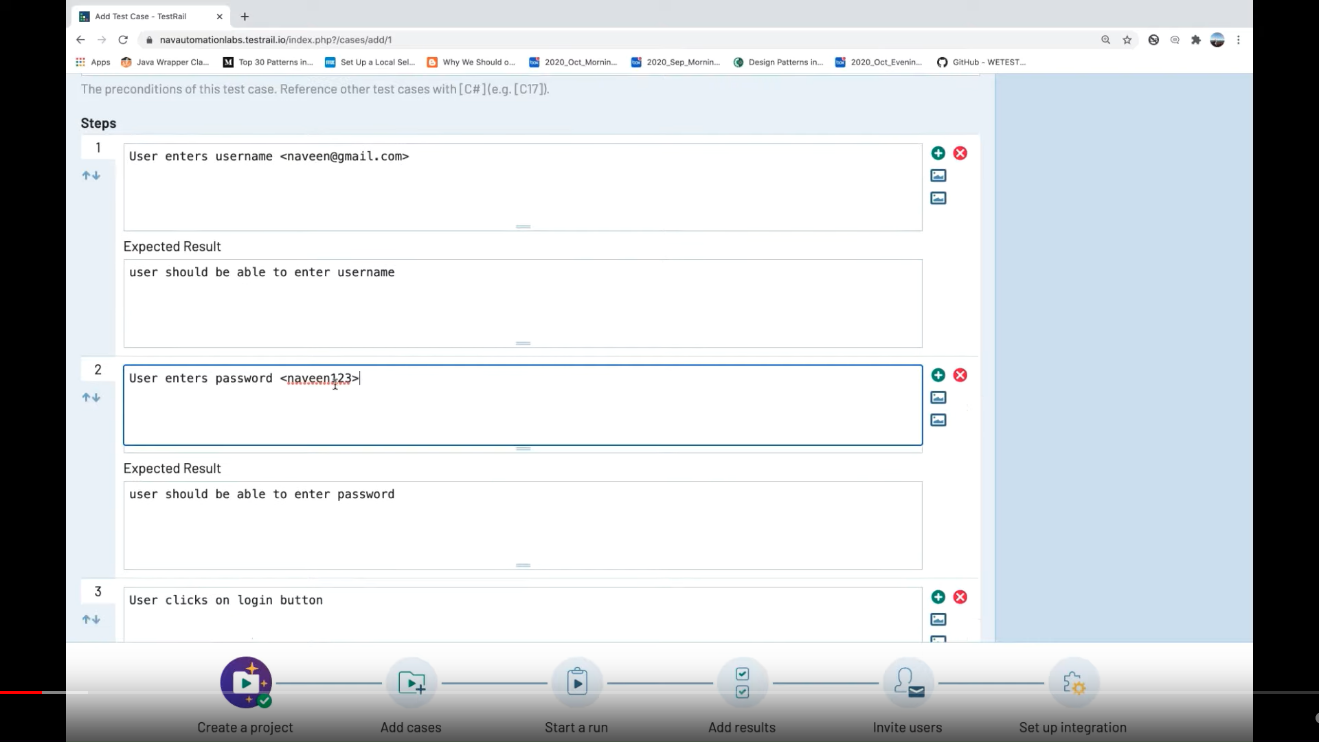 Add Test Case - TestRail
navautomationlabs.testrail.io/index.php?/cases/add/1
Apps Java Wrapper Cla... Top 30 Patterns in... Set Up a Local Sel... Why We Should o... 2020_Oct_Mornin... 2020_Sep_Mornin... Design Patterns in... 2020_Oct_Evenin... GitHub - WETEST...
The preconditions of this test case. Reference other test cases with [C#] (e.g. [C17]).
Steps
1
User enters username <naveen@gmail.com>
Expected Result
user should be able to enter username
2
User enters password <naveen123>
Expected Result
user should be able to enter password
3
User clicks on login button
Create a project Add cases Start a run Add results Invite users Set up integration